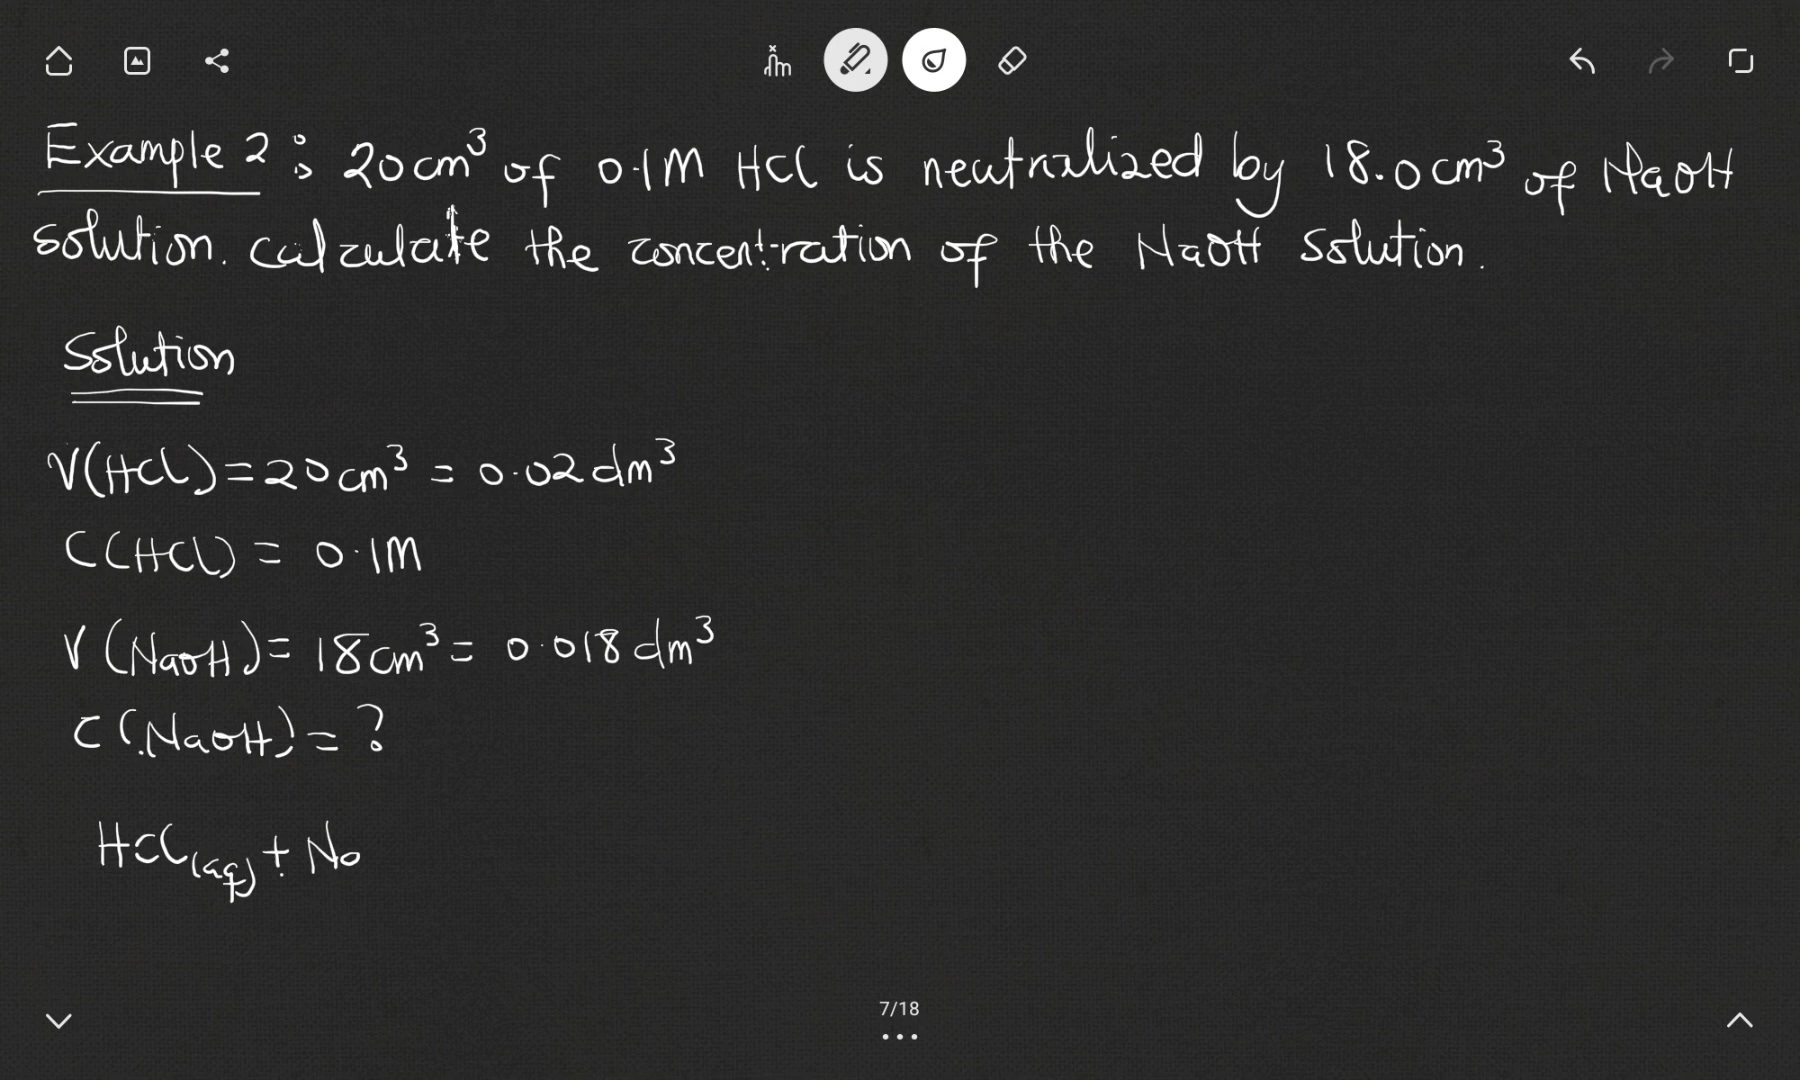 Example 2: 20cm³ of 0.1M HCl is neutralized by 18.0cm³ of NaOH
solution. Calculate the concentration of the NaOH solution.
Solution
V(HCl) = 20cm³ = 0.02dm³
C(HCl) = 0.1M
V(NaOH) = 18cm³ = 0.018dm³
C(NaOH) = ?
HCl(aq) + Na
7/18